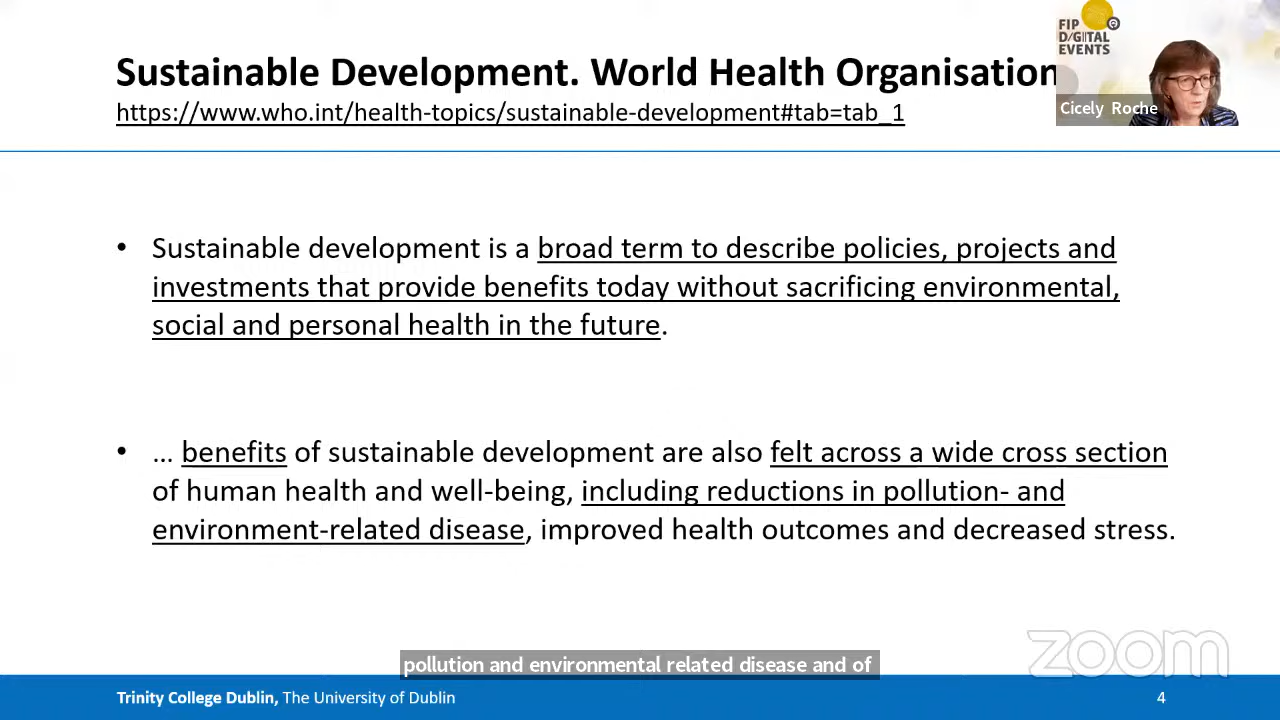 Sustainable Development. World Health Organisation
https://www.who.int/health-topics/sustainable-development#tab=tab_1
FIP
DIGITAL
EVENTS
Cicely Roche
• Sustainable development is a broad term to describe policies, projects and
investments that provide benefits today without sacrificing environmental,
social and personal health in the future.
• ... benefits of sustainable development are also felt across a wide cross section
of human health and well-being, including reductions in pollution- and
environment-related disease, improved health outcomes and decreased stress.
zoom
pollution and environmental related disease and of
Trinity College Dublin, The University of Dublin
4